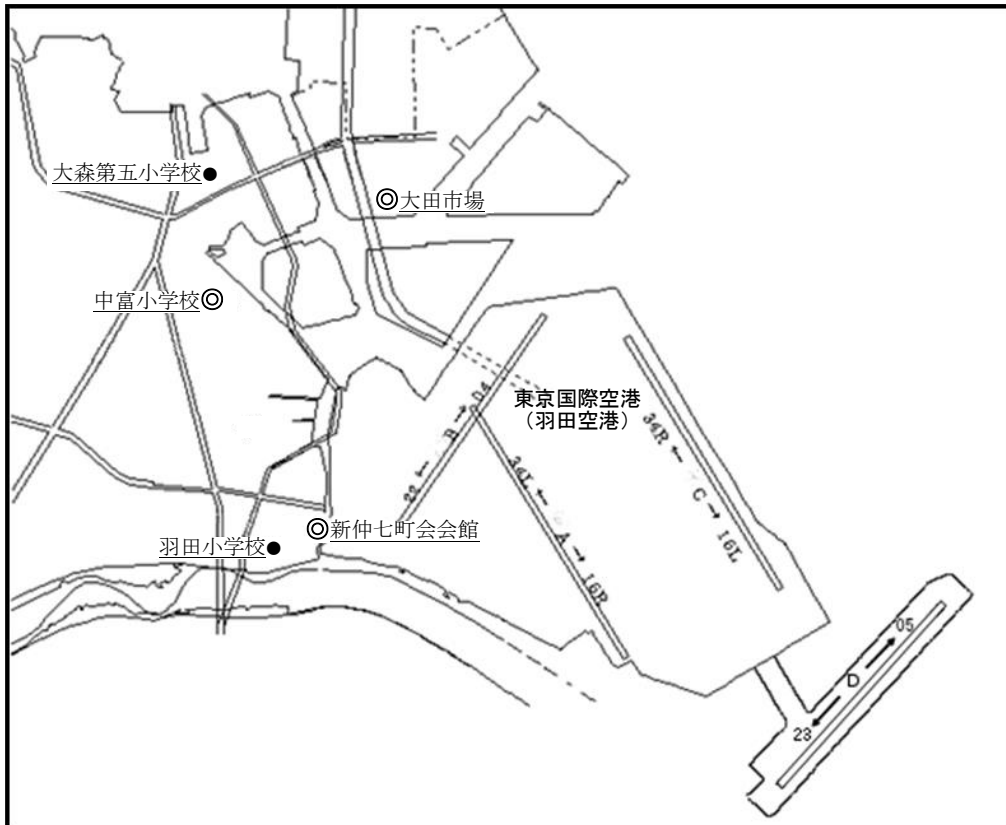 大森第五小学校●
◎大田市場
中富小学校◎
東京国際空港
（羽田空港）
22 ← B → 04
34R ← C → 16L
34L ← A → 16R
◎新仲七町会会館
羽田小学校●
05
D
23